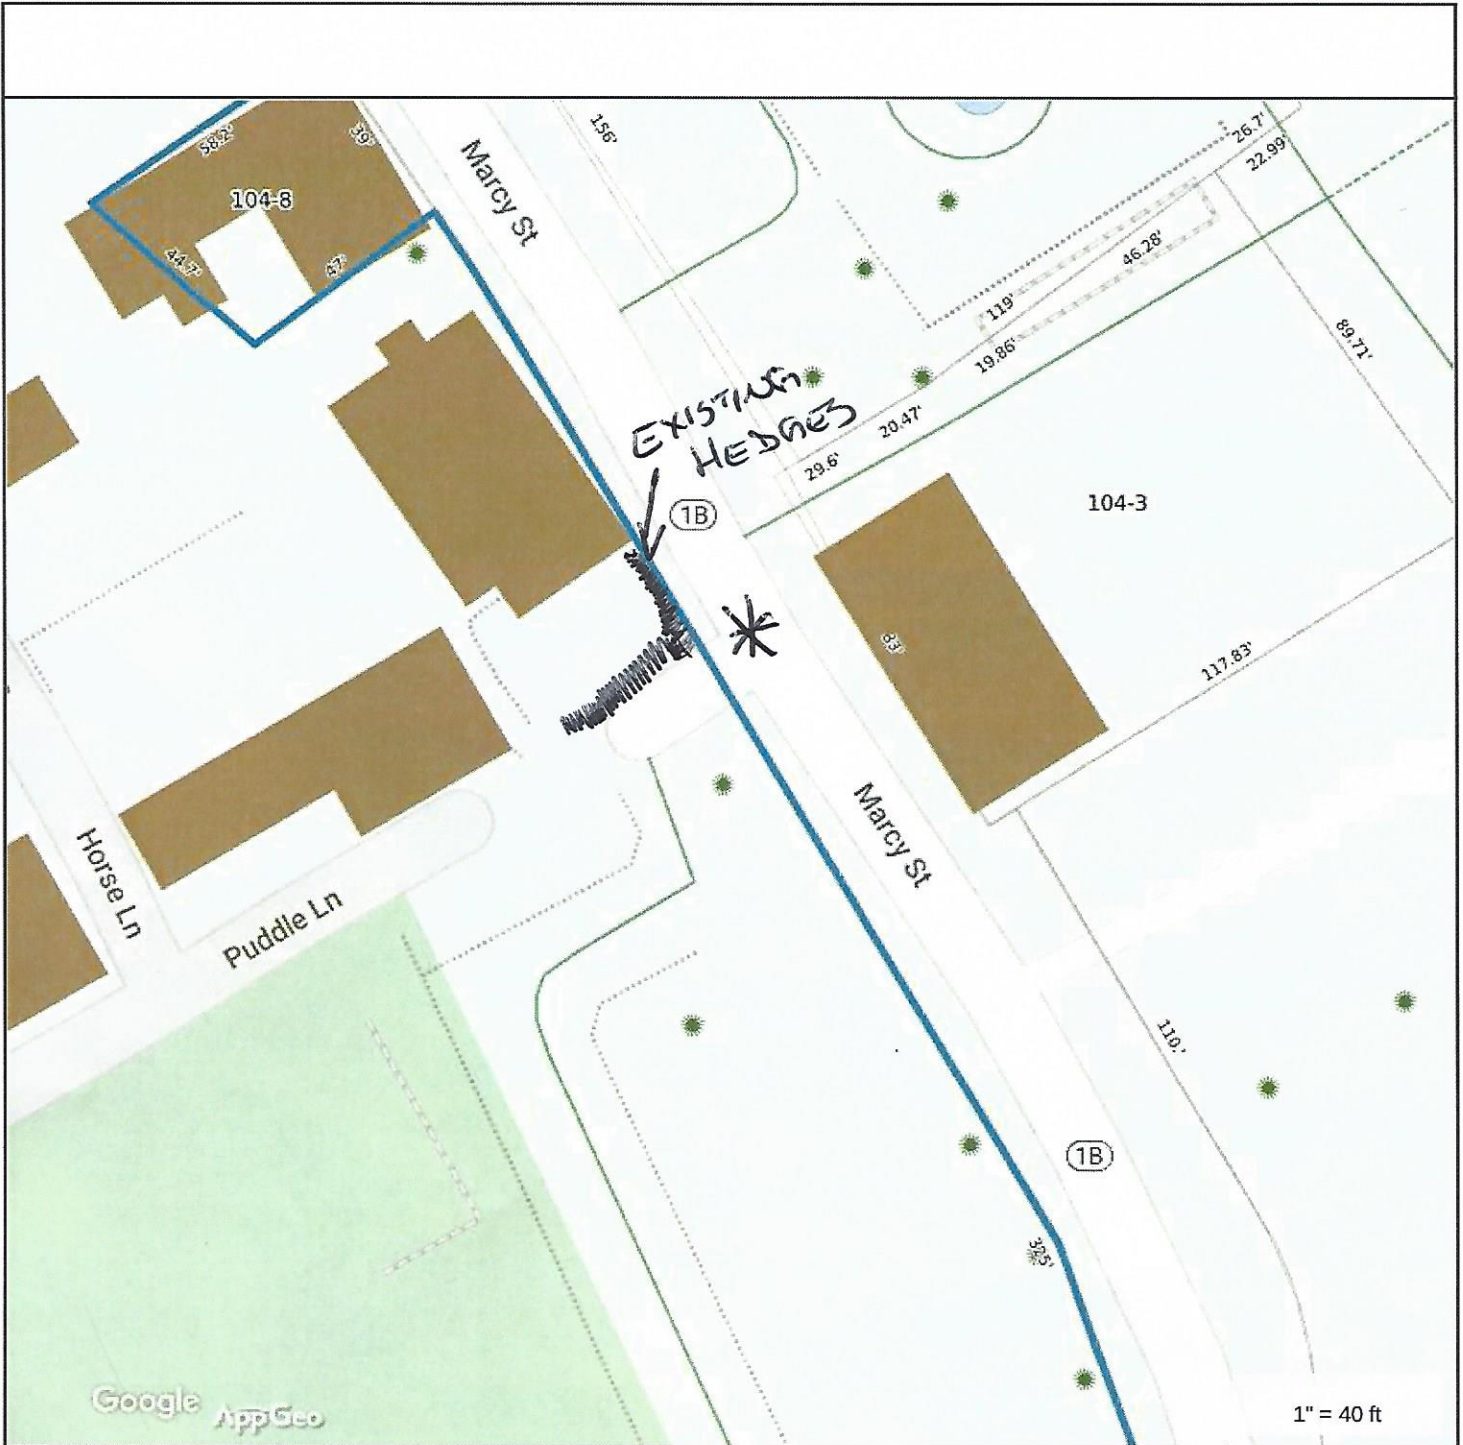 58.2'
39'
104-8
44.7'
47'
Marcy St
156'
26.7'
22.99'
46.28'
119'
19.86'
89.71'
EXISTING
HEDGES
20.47'
29.6'
1B
104-3
83'
117.83'
Marcy St
Horse Ln
Puddle Ln
110.'
1B
325'
Google
AppGeo
1" = 40 ft